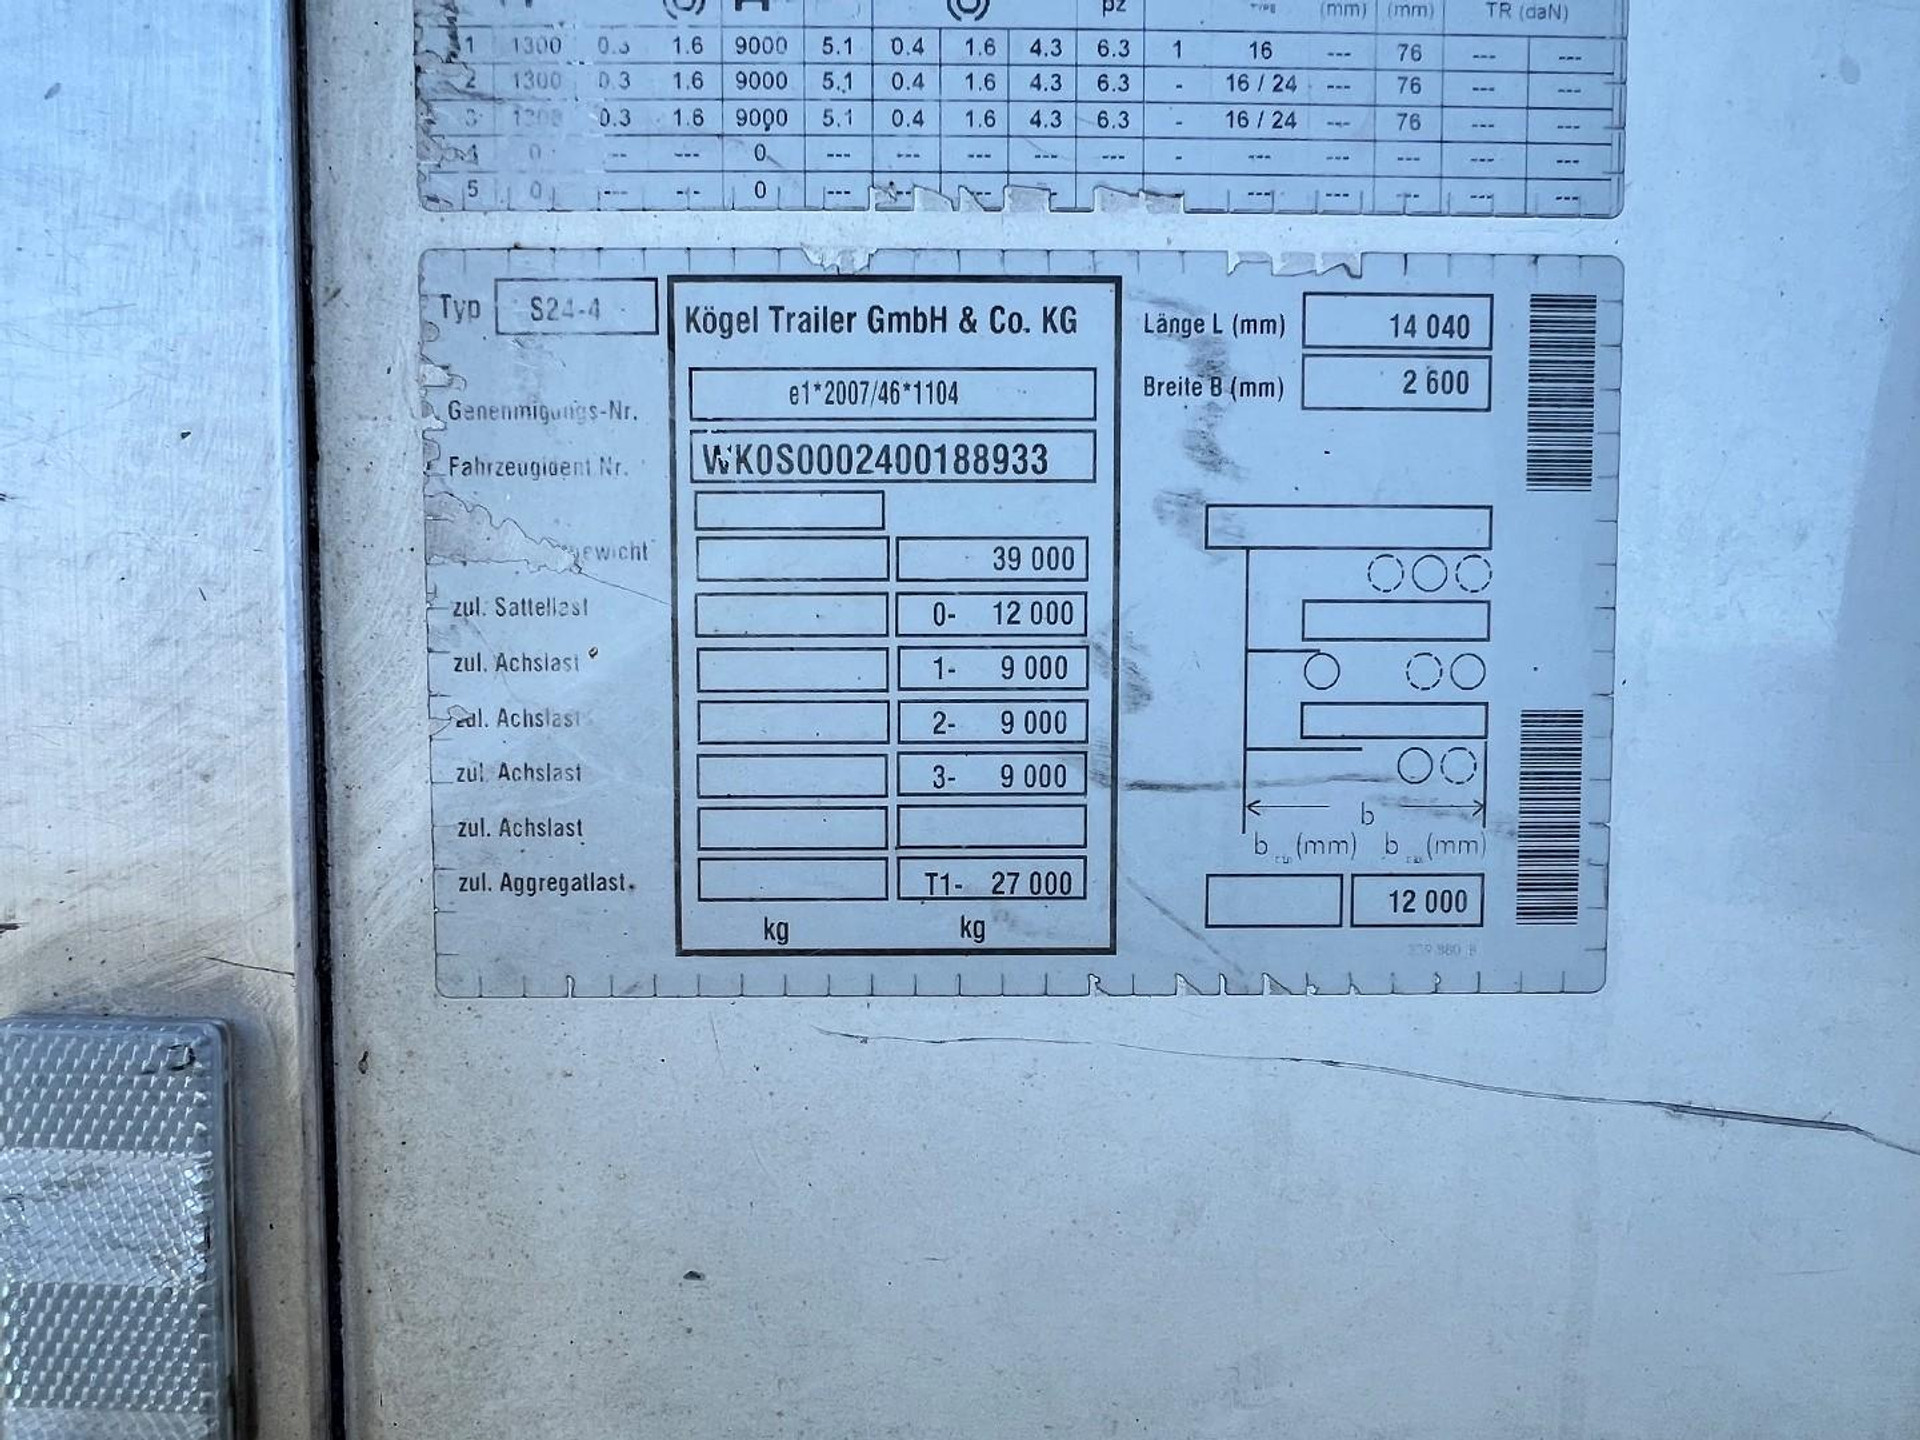 pz (mm) (mm) TR (daN)
1 1300 0.3 1.6 9000 5.1 0.4 1.6 4.3 6.3 1 16 --- 76 --- ---
2 1300 0.3 1.6 9000 5.1 0.4 1.6 4.3 6.3 - 16 / 24 --- 76 --- ---
3 1300 0.3 1.6 9000 5.1 0.4 1.6 4.3 6.3 - 16 / 24 --- 76 --- ---
4 0 -- --- 0 --- --- --- --- --- - --- --- --- --- ---
5 0 --- --- 0 --- --- --- --- --- --- --- ---
Typ S24-4
Kögel Trailer GmbH & Co. KG
Länge L (mm) 14 040
Breite B (mm) 2 600
Genehmigungs-Nr. e1*2007/46*1104
Fahrzeugident Nr. WK0S0002400188933
39 000
zul. Sattellast 0- 12 000
zul. Achslast 1- 9 000
zul. Achslast 2- 9 000
zul. Achslast 3- 9 000
zul. Achslast
zul. Aggregatlast. T1- 27 000
kg kg
b
b (mm) b (mm)
12 000